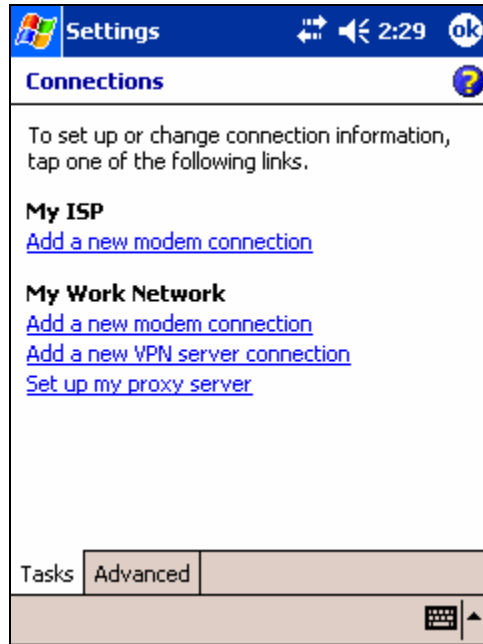 Settings 2:29 ok
Connections ?
To set up or change connection information,
tap one of the following links.
My ISP
Add a new modem connection
My Work Network
Add a new modem connection
Add a new VPN server connection
Set up my proxy server
Tasks Advanced